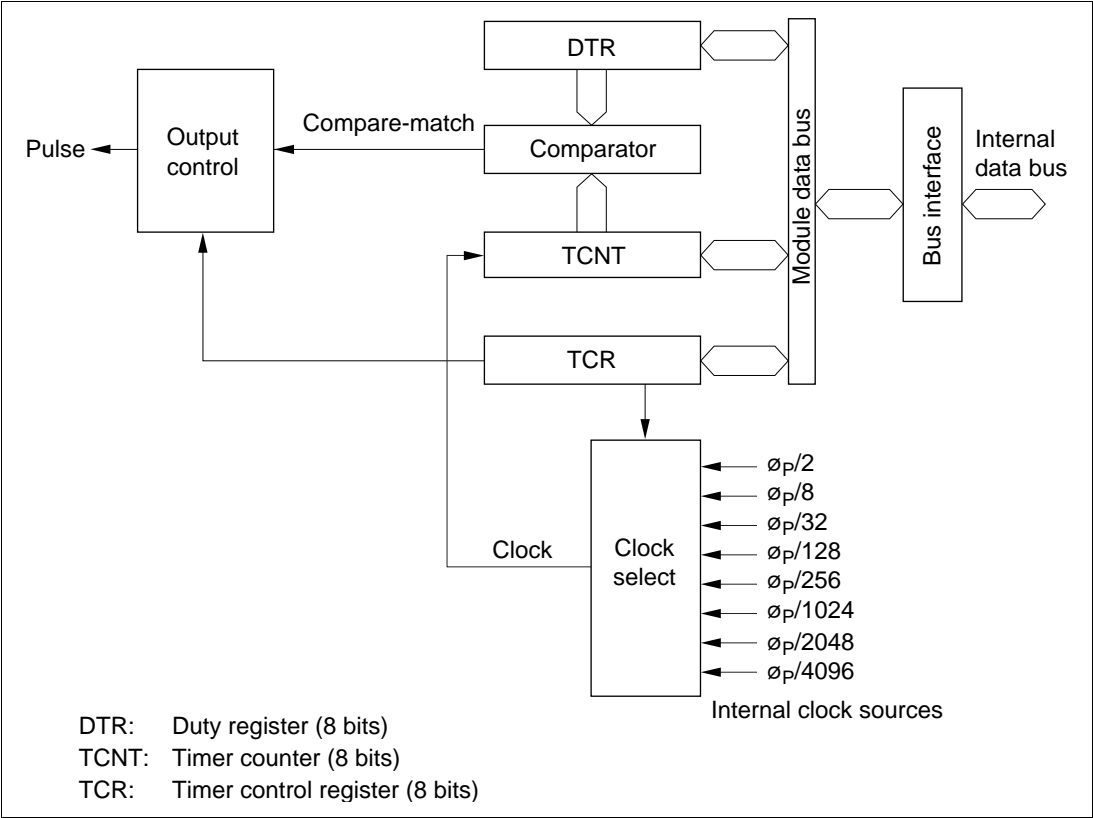 DTR
Compare-match
Pulse
Output
control
Comparator
Internal
data bus
Module data bus
Bus interface
TCNT
TCR
øP/2
øP/8
øP/32
øP/128
øP/256
øP/1024
øP/2048
øP/4096
Clock
Clock
select
Internal clock sources
DTR: Duty register (8 bits)
TCNT: Timer counter (8 bits)
TCR: Timer control register (8 bits)